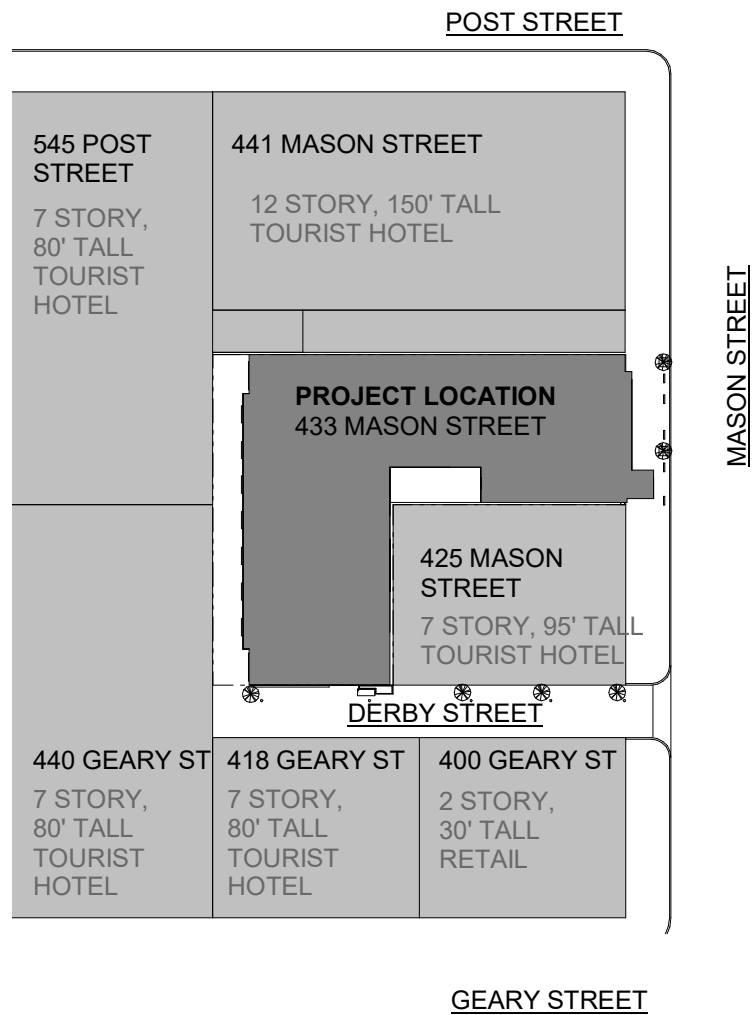 POST STREET
545 POST
STREET
7 STORY,
80' TALL
TOURIST
HOTEL
441 MASON STREET
12 STORY, 150' TALL
TOURIST HOTEL
MASON STREET
PROJECT LOCATION
433 MASON STREET
425 MASON
STREET
7 STORY, 95' TALL
TOURIST HOTEL
DERBY STREET
440 GEARY ST
7 STORY,
80' TALL
TOURIST
HOTEL
418 GEARY ST
7 STORY,
80' TALL
TOURIST
HOTEL
400 GEARY ST
2 STORY,
30' TALL
RETAIL
GEARY STREET